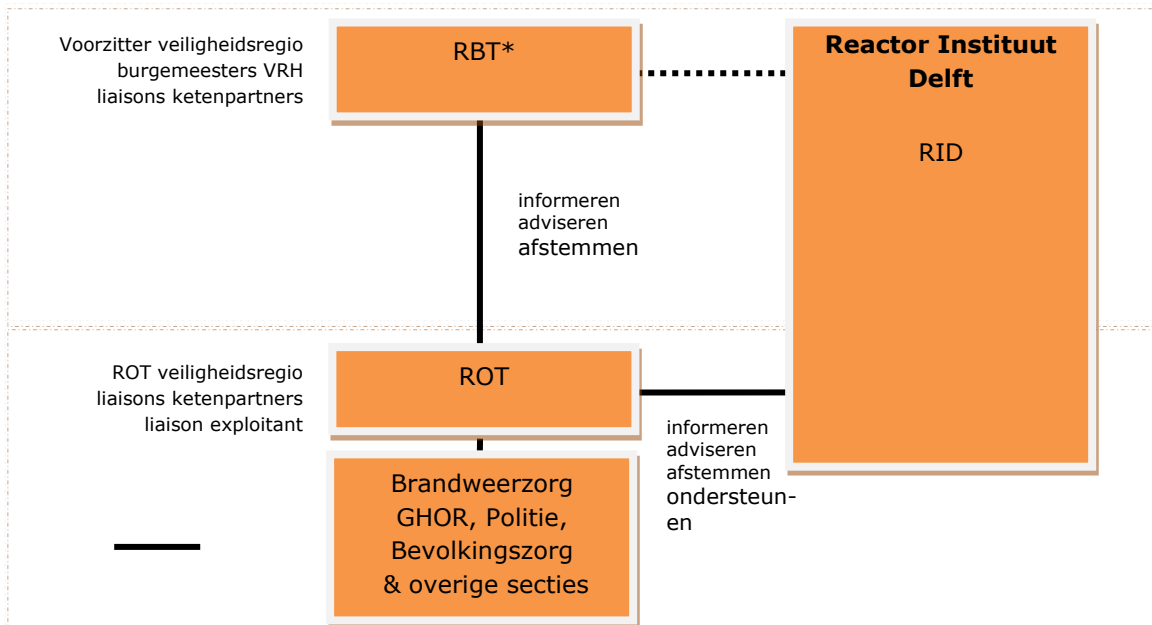 Voorzitter veiligheidsregio
burgemeesters VRH
liaisons ketenpartners
RBT*
Reactor Instituut
Delft
RID
informeren
adviseren
afstemmen
ROT veiligheidsregio
liaisons ketenpartners
liaison exploitant
ROT
informeren
adviseren
afstemmen
ondersteun-
en
Brandweerzorg
GHOR, Politie,
Bevolkingszorg
& overige secties